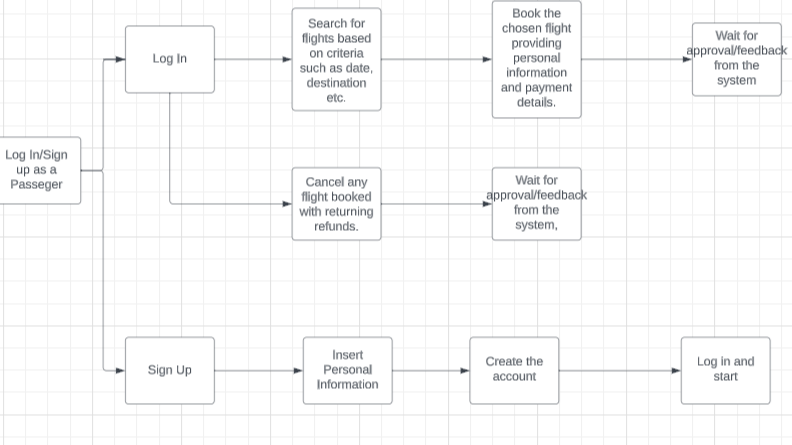 Log In/Sign
up as a
Passeger
Log In
Search for
flights based
on criteria
such as date,
destination
etc.
Book the
chosen flight
providing
personal
information
and payment
details.
Wait for
approval/feedback
from the
system
Cancel any
flight booked
with returning
refunds.
Wait for
approval/feedback
from the
system,
Sign Up
Insert
Personal
Information
Create the
account
Log in and
start